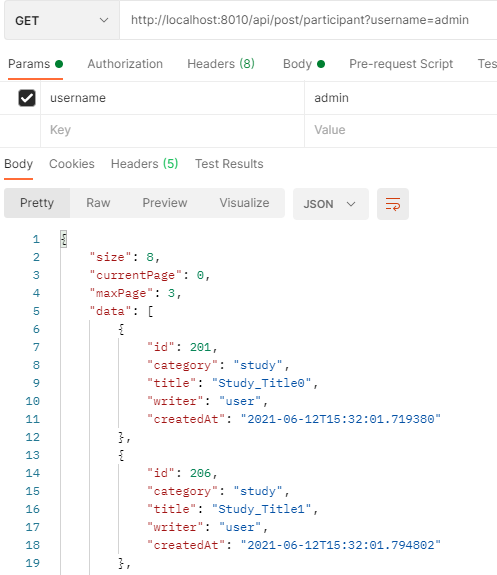 GET http://localhost:8010/api/post/participant?username=admin
Params Authorization Headers (8) Body Pre-request Script Tes
username admin
Key Value
Body Cookies Headers (5) Test Results
Pretty Raw Preview Visualize JSON
1 {
2 "size": 8,
3 "currentPage": 0,
4 "maxPage": 3,
5 "data": [
6 {
7 "id": 201,
8 "category": "study",
9 "title": "Study_Title0",
10 "writer": "user",
11 "createdAt": "2021-06-12T15:32:01.719380"
12 },
13 {
14 "id": 206,
15 "category": "study",
16 "title": "Study_Title1",
17 "writer": "user",
18 "createdAt": "2021-06-12T15:32:01.794802"
19 },